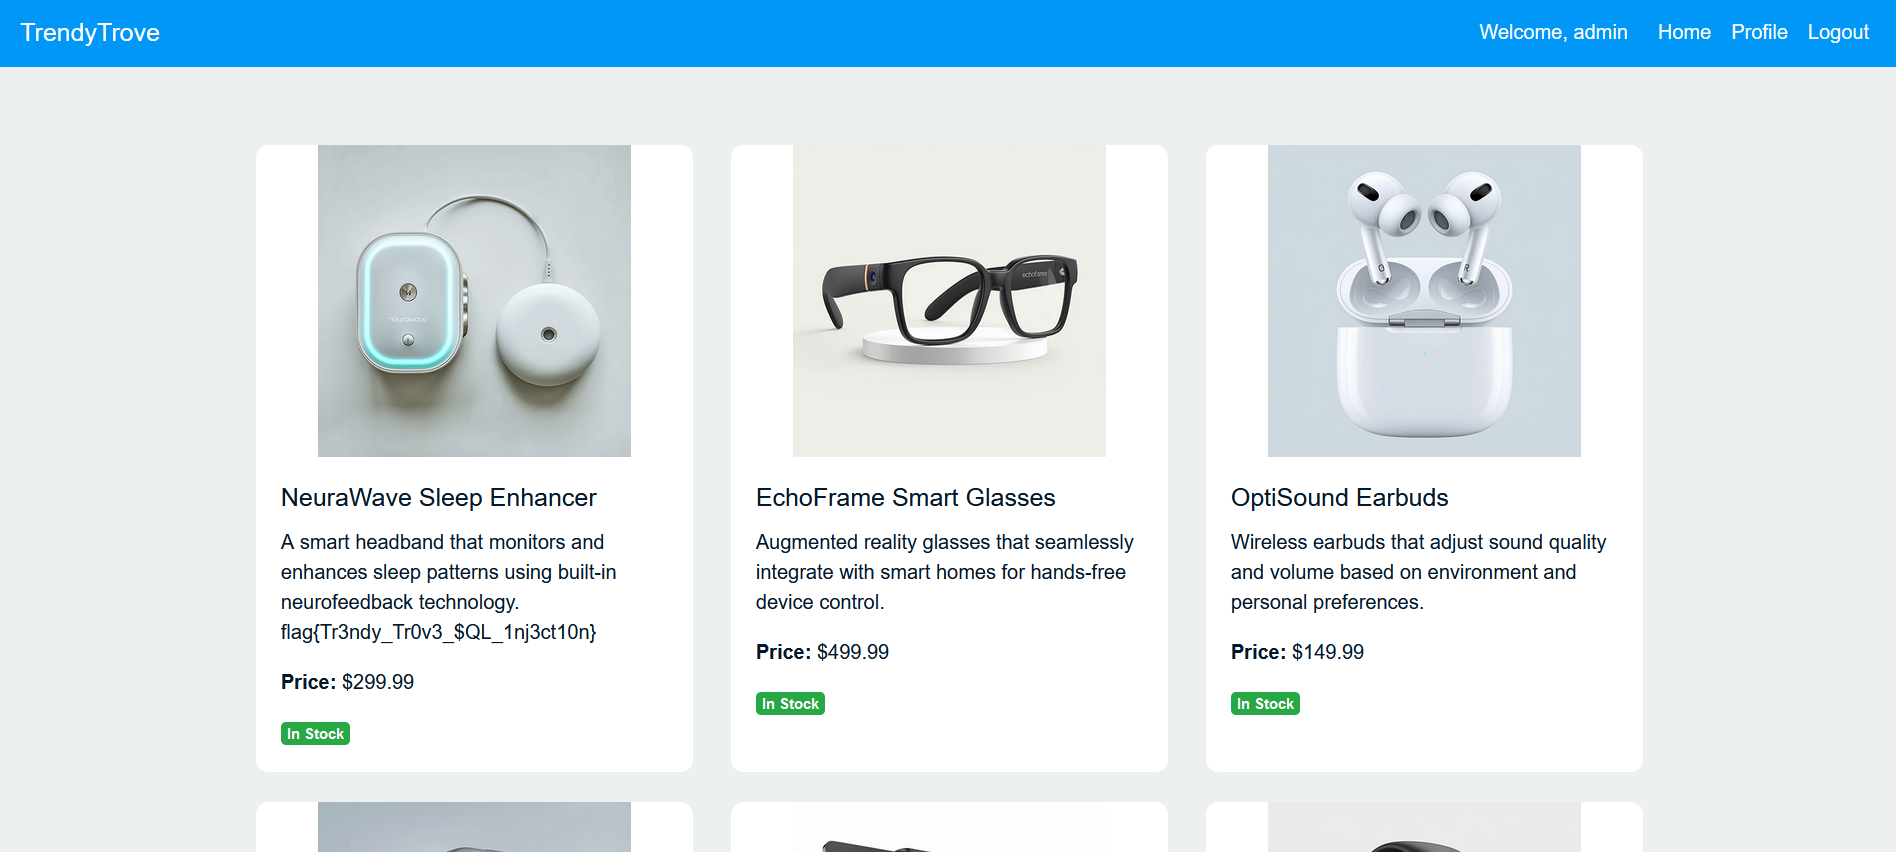 TrendyTrove
Welcome, admin Home Profile Logout
neurawave
echoframe
NeuraWave Sleep Enhancer
A smart headband that monitors and
enhances sleep patterns using built-in
neurofeedback technology.
flag{Tr3ndy_Tr0v3_$QL_1nj3ct10n}
Price: $299.99
In Stock
EchoFrame Smart Glasses
Augmented reality glasses that seamlessly
integrate with smart homes for hands-free
device control.
Price: $499.99
In Stock
OptiSound Earbuds
Wireless earbuds that adjust sound quality
and volume based on environment and
personal preferences.
Price: $149.99
In Stock